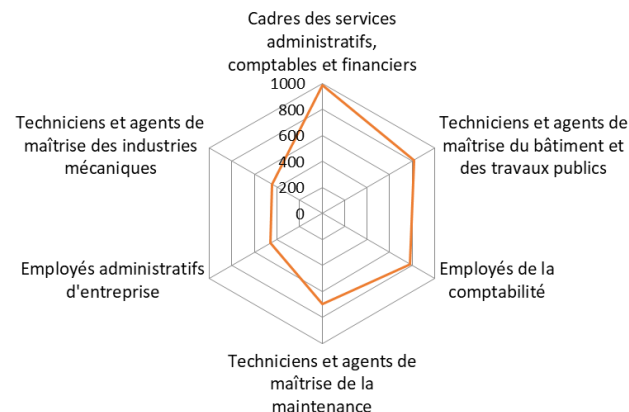 Cadres des services
administratifs,
comptables et financiers
1000
800
600
400
200
0
Techniciens et agents de
maîtrise du bâtiment et
des travaux publics
Employés de la
comptabilité
Techniciens et agents de
maîtrise de la
maintenance
Employés administratifs
d'entreprise
Techniciens et agents de
maîtrise des industries
mécaniques